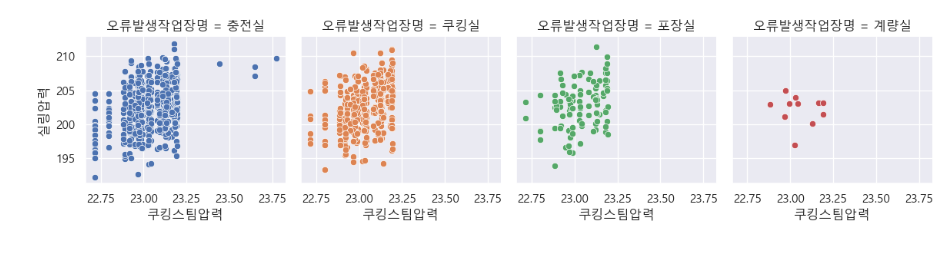 오류발생작업장명 = 충전실
오류발생작업장명 = 쿠킹실
오류발생작업장명 = 포장실
오류발생작업장명 = 계량실
실링압력
210
205
200
195
22.75 23.00 23.25 23.50 23.75
22.75 23.00 23.25 23.50 23.75
22.75 23.00 23.25 23.50 23.75
22.75 23.00 23.25 23.50 23.75
쿠킹스팀압력
쿠킹스팀압력
쿠킹스팀압력
쿠킹스팀압력